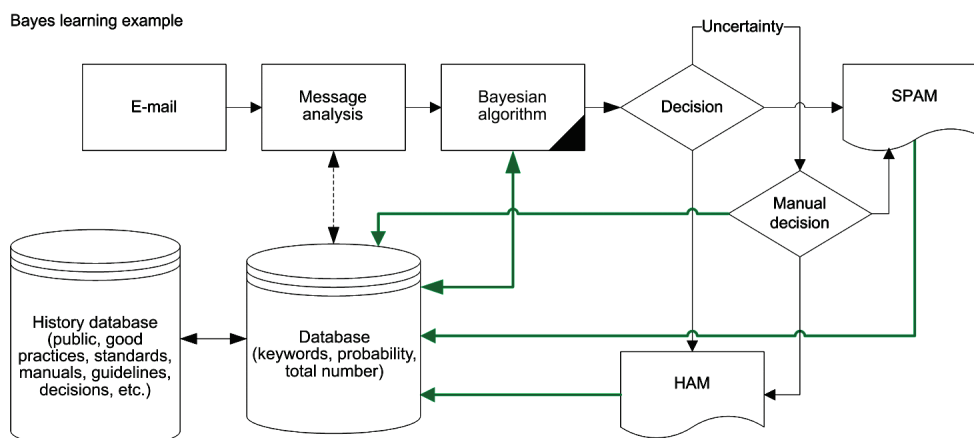 Bayes learning example
Uncertainty
E-mail
Message
analysis
Bayesian
algorithm
Decision
SPAM
Manual
decision
History database
(public, good
practices, standards,
manuals, guidelines,
decisions, etc.)
Database
(keywords, probability,
total number)
HAM